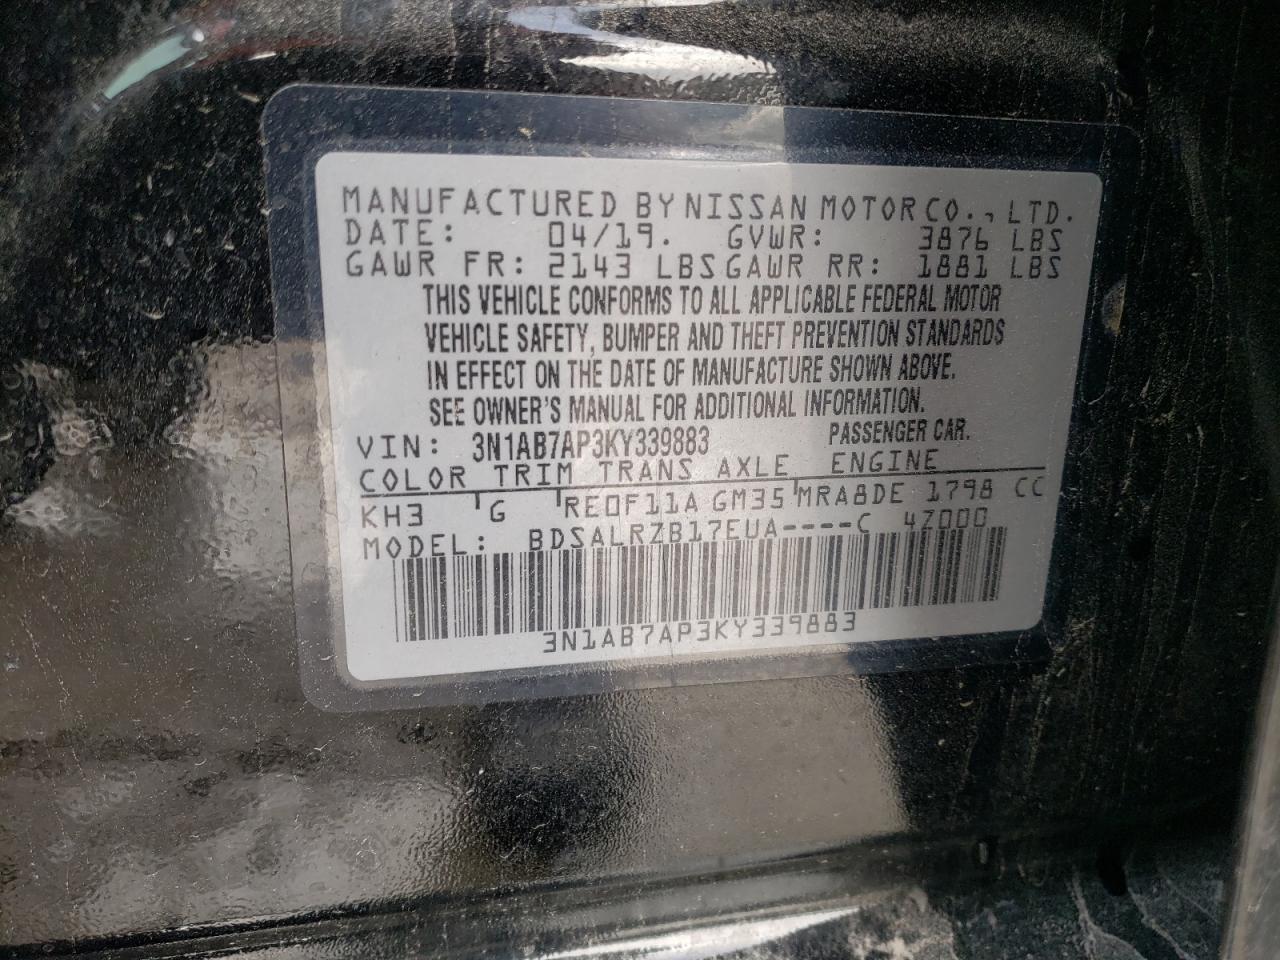 MANUFACTURED BY NISSAN MOTOR CO., LTD.
DATE: 04/19. GVWR: 3876 LBS
GAWR FR: 2143 LBS GAWR RR: 1881 LBS
THIS VEHICLE CONFORMS TO ALL APPLICABLE FEDERAL MOTOR
VEHICLE SAFETY, BUMPER AND THEFT PREVENTION STANDARDS
IN EFFECT ON THE DATE OF MANUFACTURE SHOWN ABOVE.
SEE OWNER'S MANUAL FOR ADDITIONAL INFORMATION.
VIN: 3N1AB7AP3KY339883 PASSENGER CAR.
COLOR TRIM TRANS AXLE ENGINE
KH3 G RE0F11A GM35 MRA8DE 1798 CC
MODEL: BDSALRZB17EUA----C 47000
3N1AB7AP3KY339883